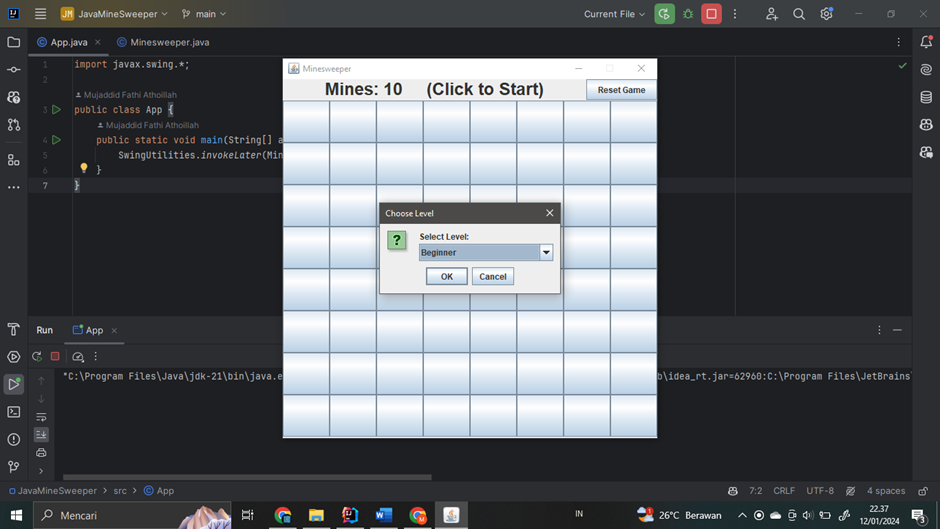 JM JavaMineSweeper main Current File
App.java Minesweeper.java
1 import javax.swing.*;
2
Mujaddid Fathi Athoillah
3 public class App {
Mujaddid Fathi Athoillah
4 public static void main(String[] a
5 SwingUtilities.invokeLater(Min
6 }
7 }
Minesweeper
Mines: 10 (Click to Start) Reset Game
Choose Level
? Select Level:
Beginner
OK Cancel
Run App
"C:\Program Files\Java\jdk-21\bin\java.e b\idea_rt.jar=62960:C:\Program Files\JetBrains
JavaMineSweeper > src > App 7:2 CRLF UTF-8 4 spaces
Mencari IN 26°C Berawan 22.37
12/01/2024 3